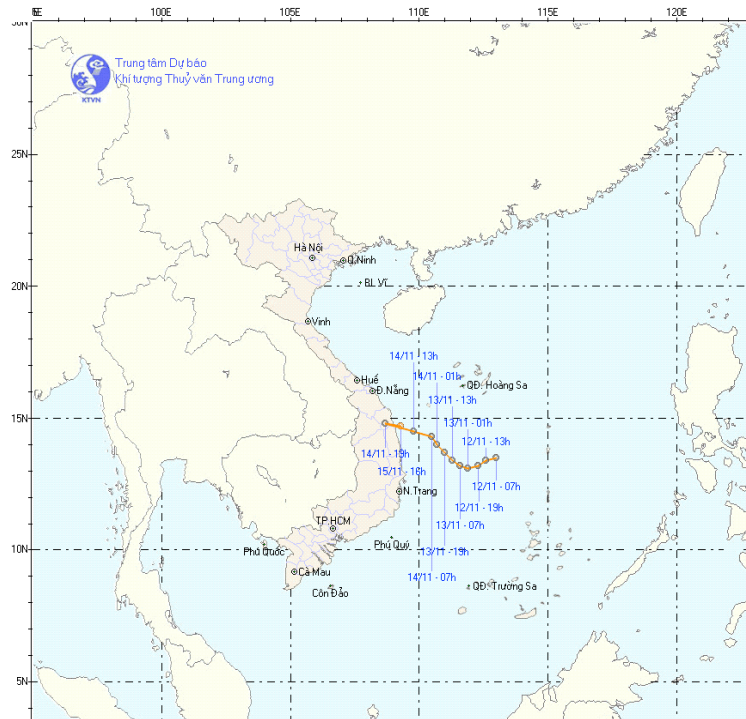 100E
105E
110E
115E
120E
Trung tâm Dự báo
Khí tượng Thuỷ văn Trung ương
KTVN
25N
Hà Nội
Q.Ninh
20N
BL Vĩ
Vinh
14/11 - 13h
Huế
14/11 - 01h
QĐ: Hoàng Sa
Đ.Nẵng
13/11 - 13h
15N
13/11 - 01h
12/11 - 13h
14/11 - 19h
15/11 - 16h
12/11 - 07h
N.Trang
12/11 - 19h
TP.HCM
13/11 - 07h
10N
Phú Quốc
Phú Quý
13/11 - 19h
Cà Mau
14/11 - 07h
Côn Đảo
QĐ: Trường Sa
5N